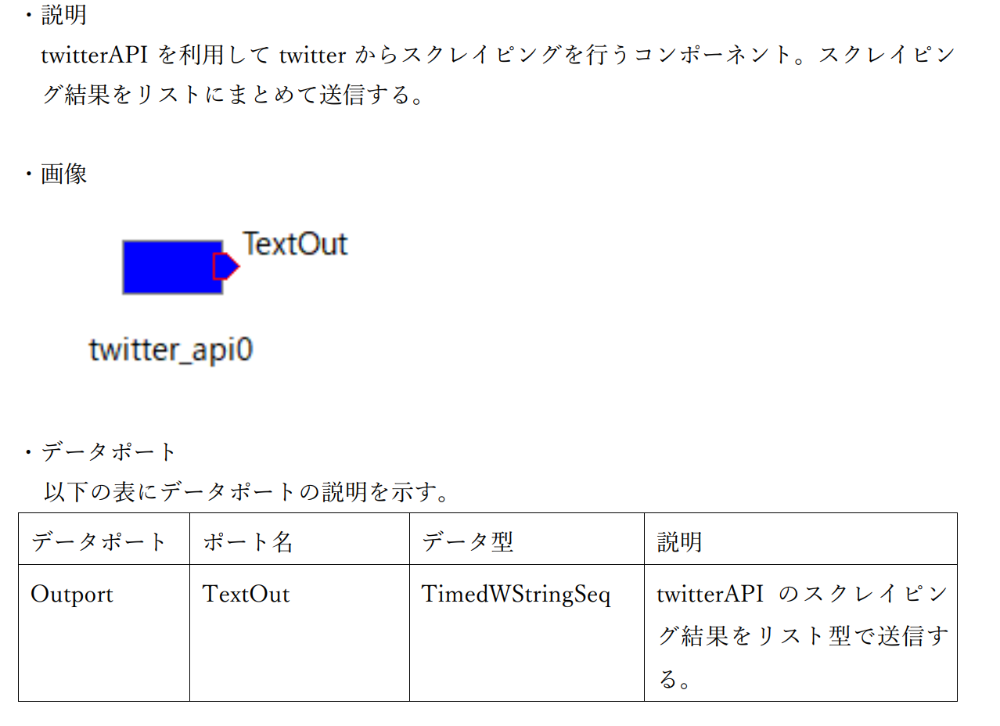 ・説明
twitterAPI を利用して twitter からスクレイピングを行うコンポーネント。スクレイピン
グ結果をリストにまとめて送信する。
・画像
TextOut
twitter_api0
・データポート
以下の表にデータポートの説明を示す。
データポート ポート名 データ型 説明
Outport TextOut TimedWStringSeq twitterAPI のスクレイピン
グ結果をリスト型で送信す
る。